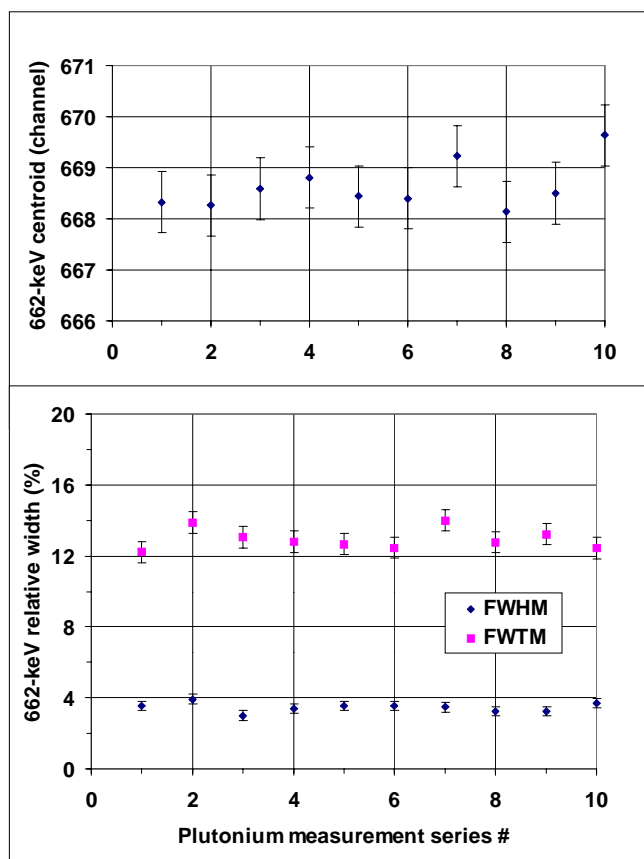 662-keV centroid (channel)
671
670
669
668
667
666
0 2 4 6 8 10
662-keV relative width (%)
20
16
12
8
4
0
FWHM
FWTM
0 2 4 6 8 10
Plutonium measurement series #